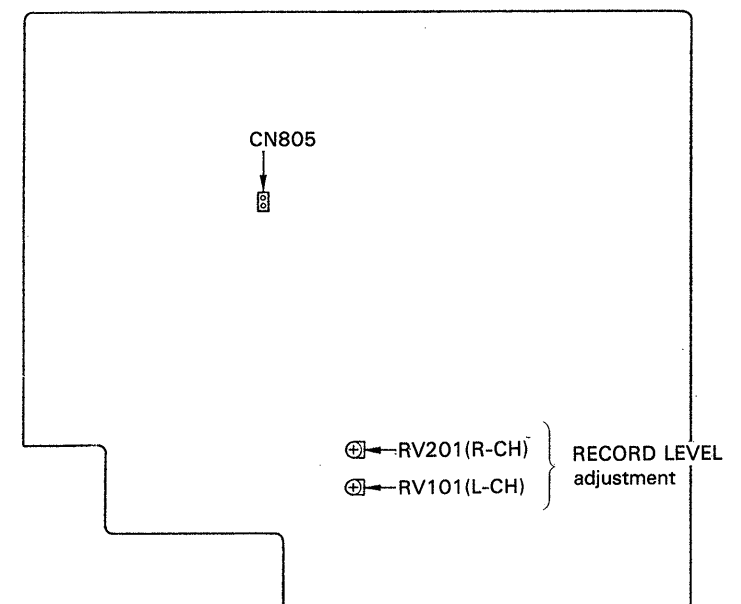 CN805
RV201(R-CH)
RV101(L-CH)
RECORD LEVEL
adjustment